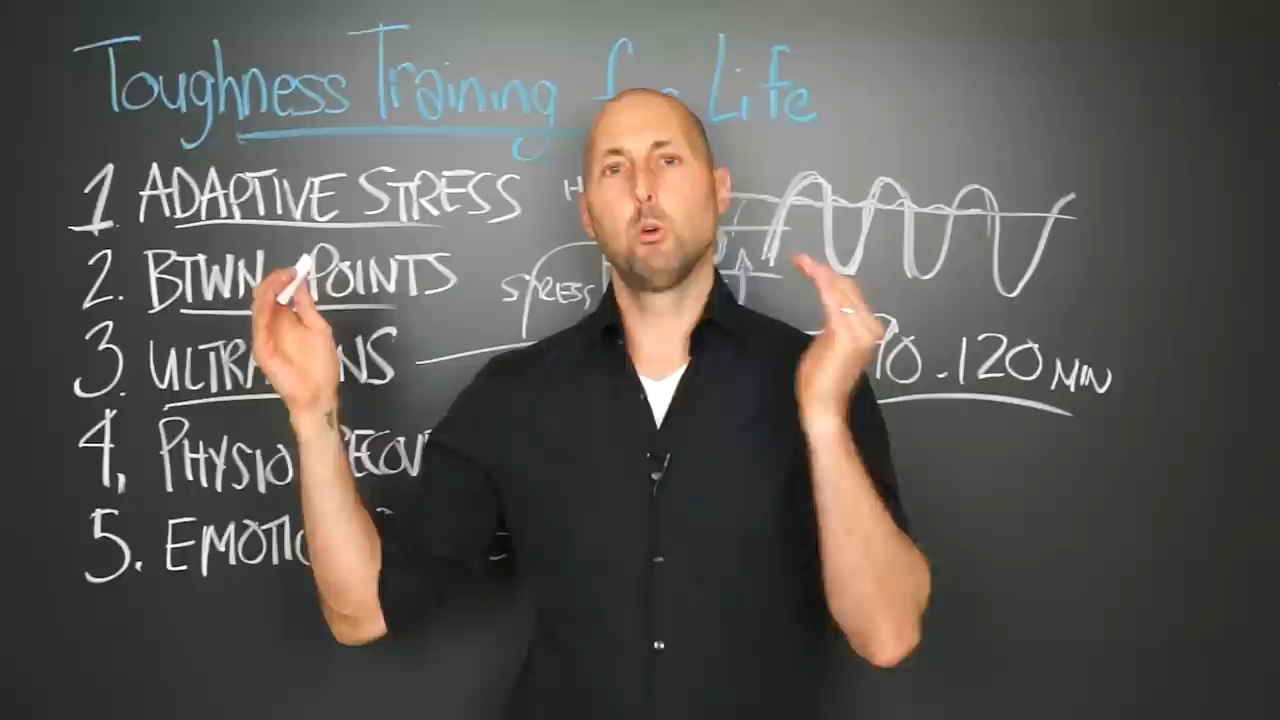 Toughness Training for Life
1 ADAPTIVE STRESS
2. BTWN POINTS
STRESS
3. ULTRA
90-120 MIN
4. PHYSIO
5.